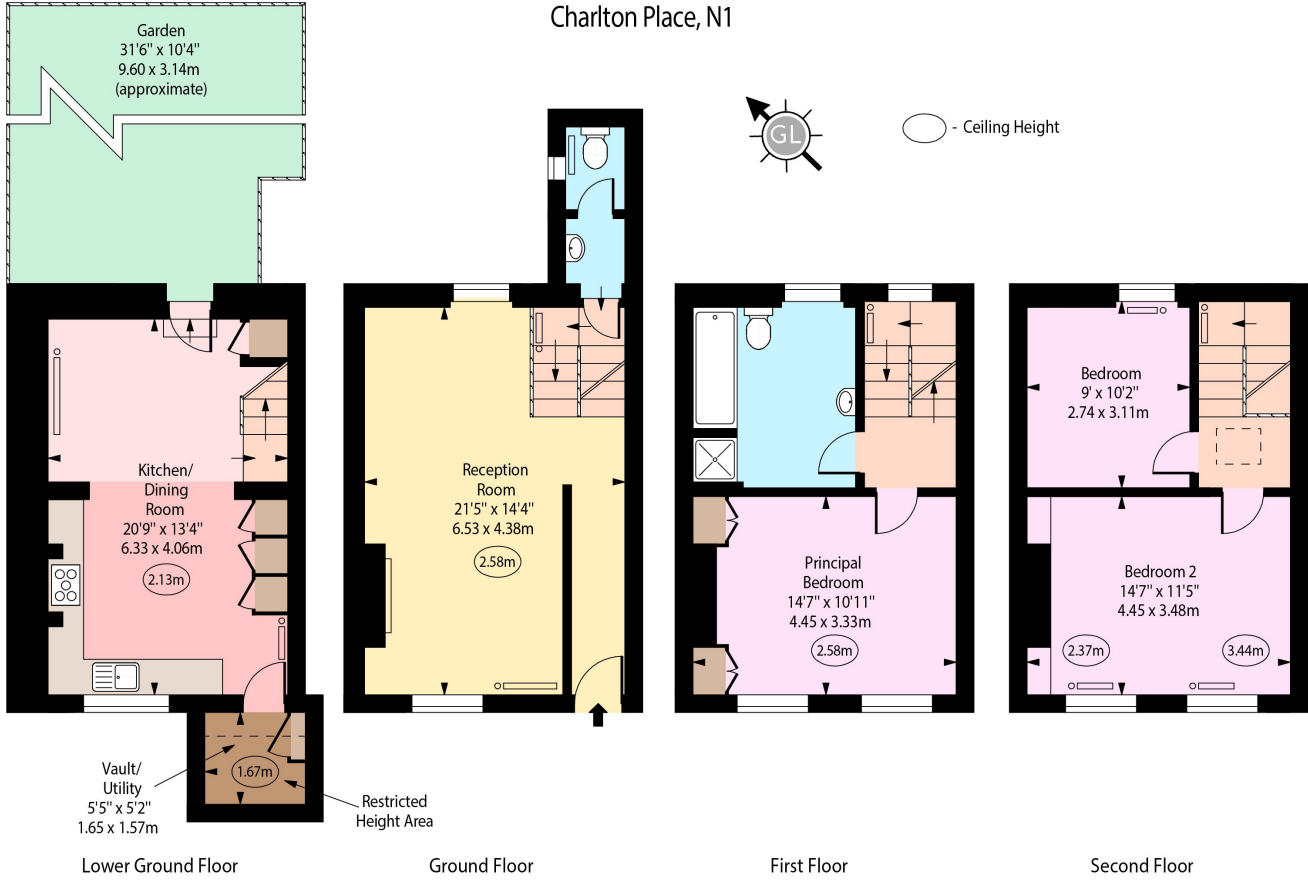 Charlton Place, N1
Garden
31'6" x 10'4"
9.60 x 3.14m
(approximate)
GL
- Ceiling Height
Kitchen/
Dining
Room
20'9" x 13'4"
6.33 x 4.06m
2.13m
Reception
Room
21'5" x 14'4"
6.53 x 4.38m
2.58m
Principal
Bedroom
14'7" x 10'11"
4.45 x 3.33m
2.58m
Bedroom
9' x 10'2"
2.74 x 3.11m
Bedroom 2
14'7" x 11'5"
4.45 x 3.48m
2.37m
3.44m
Vault/
Utility
5'5" x 5'2"
1.65 x 1.57m
1.67m
Restricted
Height Area
Lower Ground Floor
Ground Floor
First Floor
Second Floor